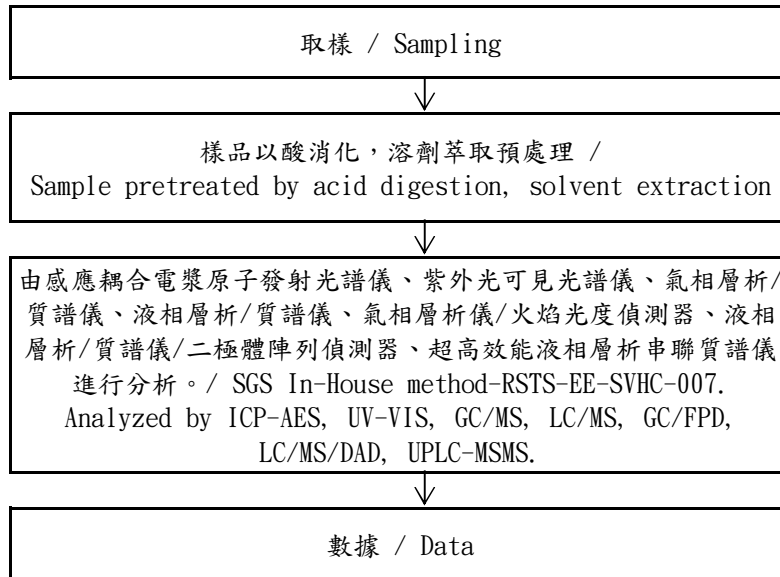 取樣 / Sampling
樣品以酸消化，溶劑萃取預處理 /
Sample pretreated by acid digestion, solvent extraction
由感應耦合電漿原子發射光譜儀、紫外光可見光譜儀、氣相層析/
質譜儀、液相層析/質譜儀、氣相層析儀/火焰光度偵測器、液相
層析/質譜儀/二極體陣列偵測器、超高效能液相層析串聯質譜儀
進行分析。/ SGS In-House method-RSTS-EE-SVHC-007.
Analyzed by ICP-AES, UV-VIS, GC/MS, LC/MS, GC/FPD,
LC/MS/DAD, UPLC-MSMS.
數據 / Data